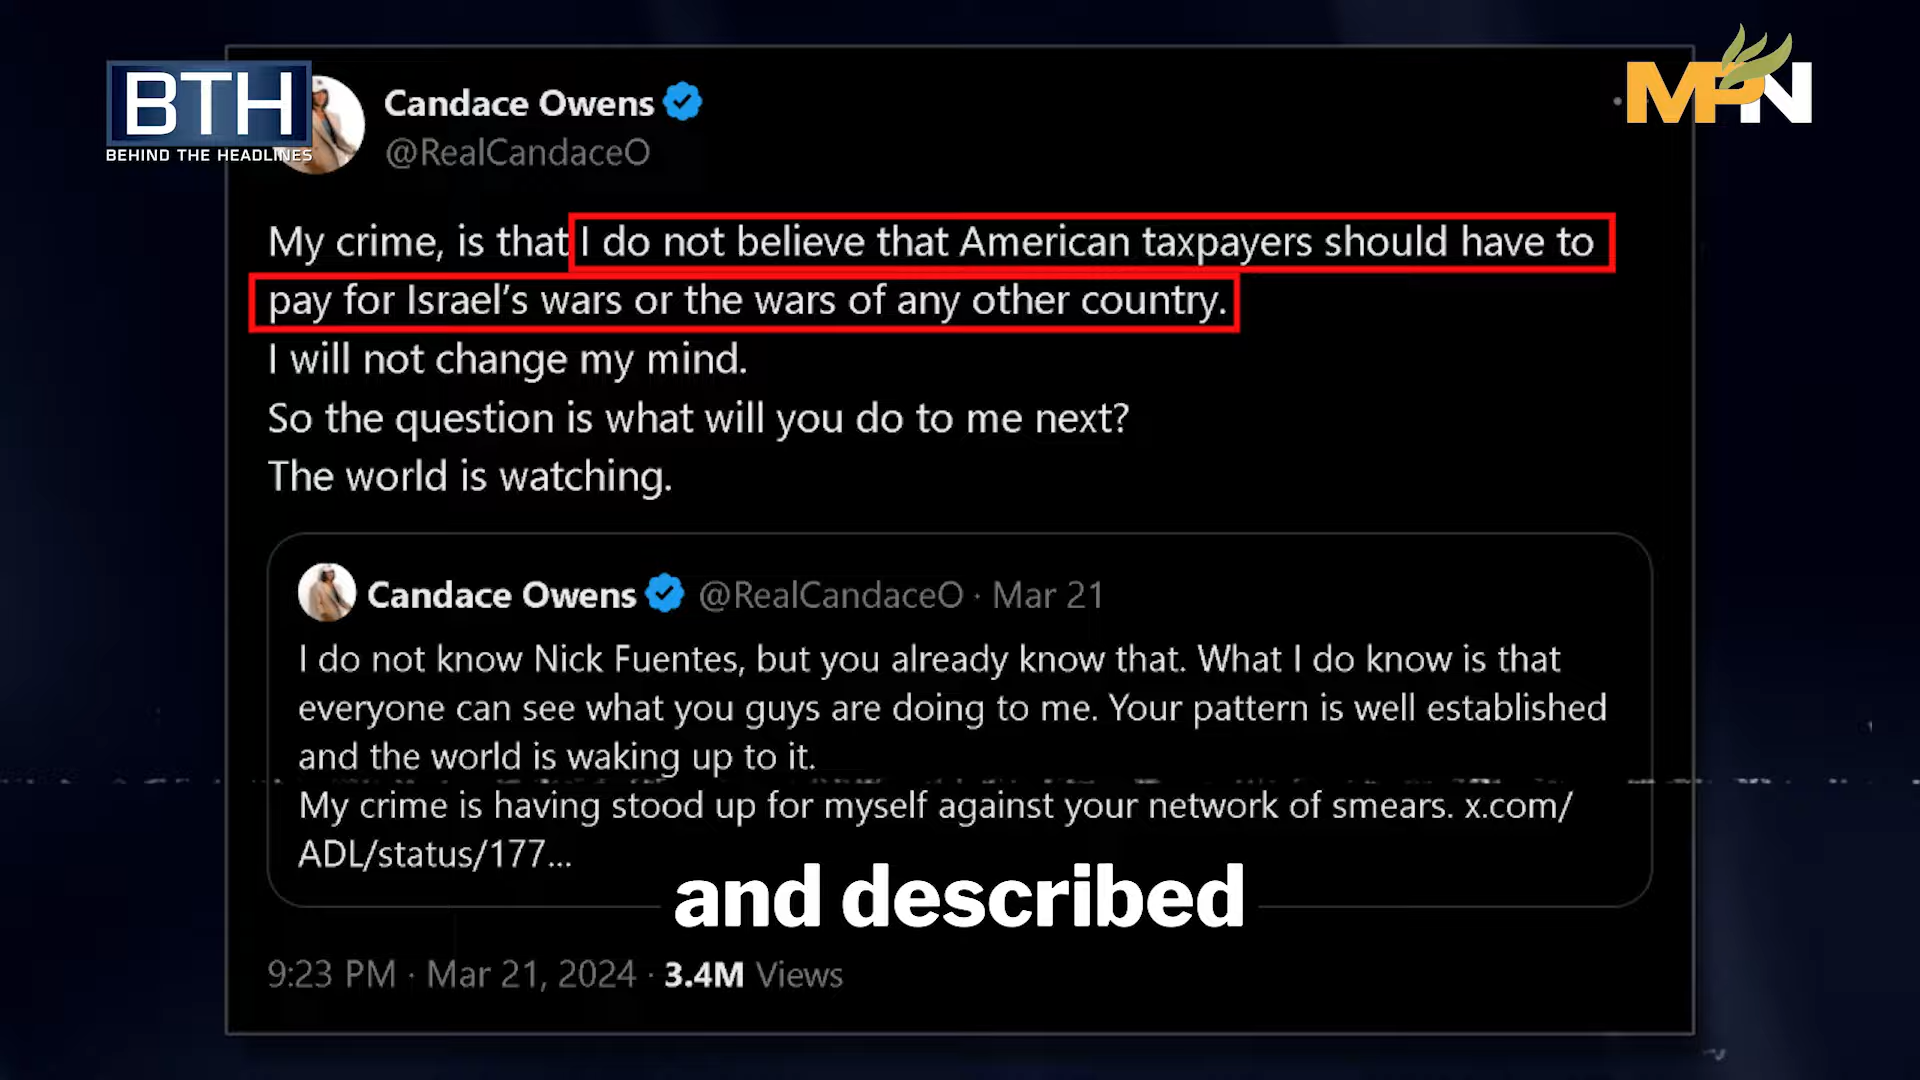 BTH
BEHIND THE HEADLINES
MPN
Candace Owens
@RealCandaceO
My crime, is that I do not believe that American taxpayers should have to
pay for Israel’s wars or the wars of any other country.
I will not change my mind.
So the question is what will you do to me next?
The world is watching.
Candace Owens @RealCandaceO · Mar 21
I do not know Nick Fuentes, but you already know that. What I do know is that
everyone can see what you guys are doing to me. Your pattern is well established
and the world is waking up to it.
My crime is having stood up for myself against your network of smears. x.com/
ADL/status/177...
and described
9:23 PM · Mar 21, 2024 · 3.4M Views